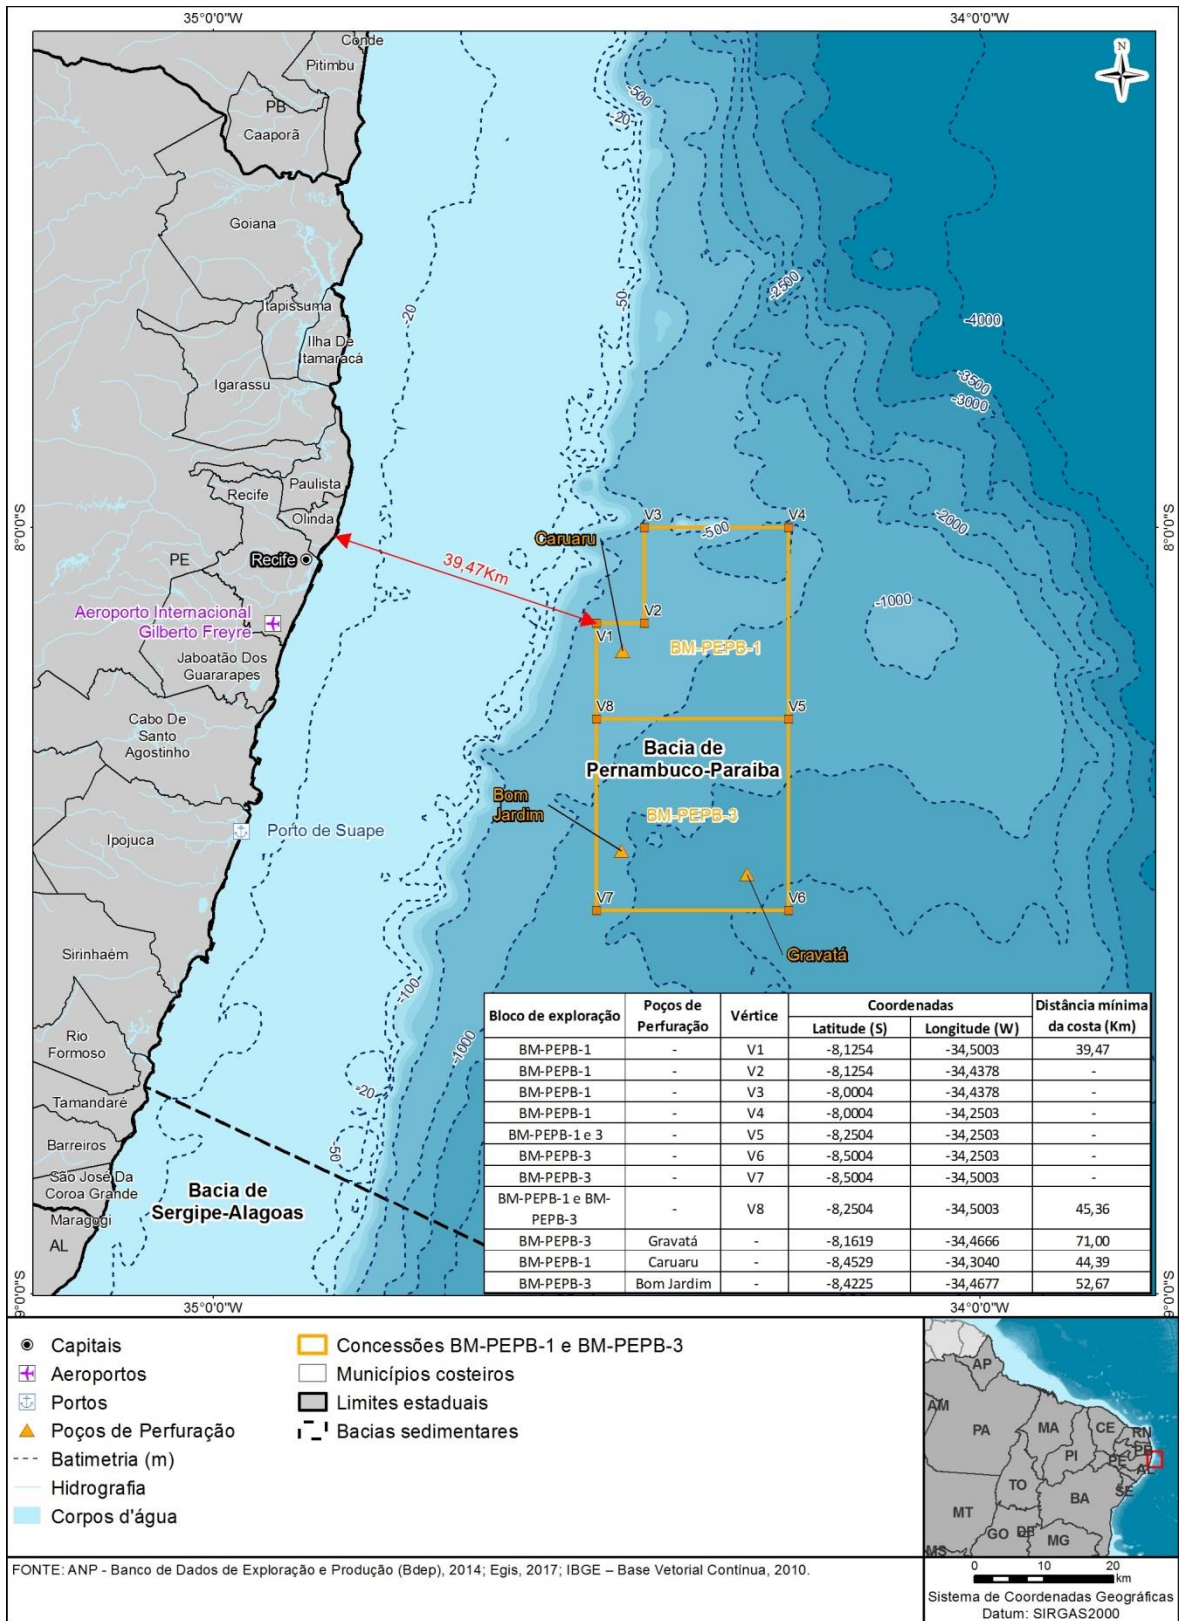 35°0'0"W
34°0'0"W
N
Conde
Pitimbu
PB
Caaporã
Goiana
Itapissuma
Ilha De
Itamaracá
Igarassu
Paulista
Recife
Olinda
PE
Recife
Aeroporto Internacional
Gilberto Freyre
Jaboatão Dos
Guararapes
Cabo De
Santo
Agostinho
Ipojuca
Porto de Suape
Sirinhaém
Rio
Formoso
Tamandaré
Barreiros
São José Da
Coroa Grande
Maragogi
AL
-500
-20
-20
-50
-2500
-4000
-3500
-3000
-2000
-500
-1000
-100
-1000
-20
-50
8°0'0"S
8°0'0"S
39,47Km
Caruaru
V3
V4
V2
V1
BM-PEPB-1
V8
V5
Bacia de
Pernambuco-Paraiba
Bom
Jardim
BM-PEPB-3
V7
V6
Gravatá
Bacia de
Sergipe-Alagoas
Bloco de exploração Poços de Perfuração Vértice Coordenadas Distância mínima da costa (Km)
Latitude (S) Longitude (W)
BM-PEPB-1 - V1 -8,1254 -34,5003 39,47
BM-PEPB-1 - V2 -8,1254 -34,4378 -
BM-PEPB-1 - V3 -8,0004 -34,4378 -
BM-PEPB-1 - V4 -8,0004 -34,2503 -
BM-PEPB-1 e 3 - V5 -8,2504 -34,2503 -
BM-PEPB-3 - V6 -8,5004 -34,2503 -
BM-PEPB-3 - V7 -8,5004 -34,5003 -
BM-PEPB-1 e BM-PEPB-3 - V8 -8,2504 -34,5003 45,36
BM-PEPB-3 Gravatá - -8,1619 -34,4666 71,00
BM-PEPB-1 Caruaru - -8,4529 -34,3040 44,39
BM-PEPB-3 Bom Jardim - -8,4225 -34,4677 52,67
9°0'0"S
9°0'0"S
35°0'0"W
34°0'0"W
Capitais
Aeroportos
Portos
Poços de Perfuração
Batimetria (m)
Hidrografia
Corpos d'água
Concessões BM-PEPB-1 e BM-PEPB-3
Municípios costeiros
Limites estaduais
Bacias sedimentares
AP
AM
PA
MA
CE
RN
PB
PI
PE
AL
TO
SE
BA
MT
GO
DF
MG
MS
0 10 20
km
Sistema de Coordenadas Geográficas
Datum: SIRGAS2000
FONTE: ANP - Banco de Dados de Exploração e Produção (Bdep), 2014; Egis, 2017; IBGE – Base Vetorial Contínua, 2010.